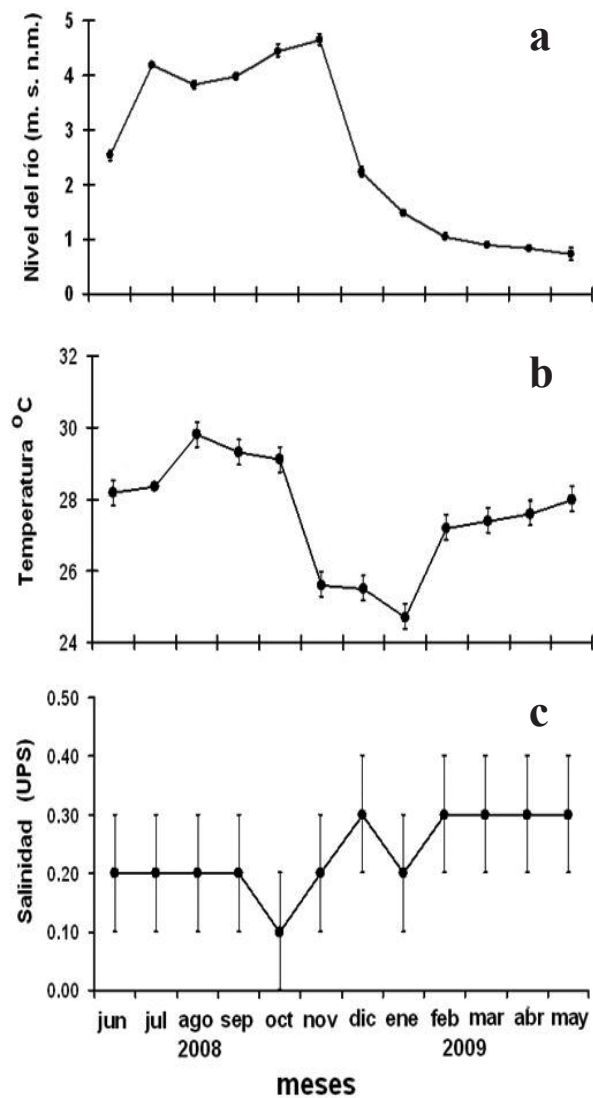 a
Nivel del río (m. s. n.m.)
5
4
3
2
1
0
b
Temperatura °C
32
30
28
26
24
c
Salinidad (UPS)
0.50
0.40
0.30
0.20
0.10
0.00
jun jul ago sep oct nov dic ene feb mar abr may
2008 2009
meses